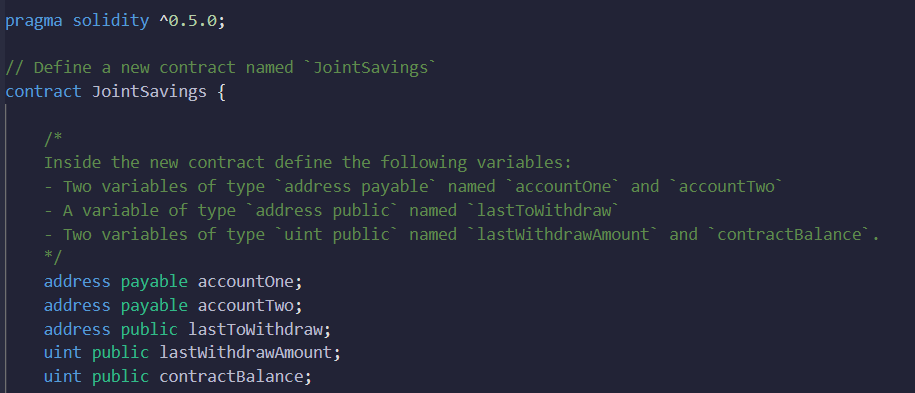 pragma solidity ^0.5.0;
// Define a new contract named `JointSavings`
contract JointSavings {
/*
Inside the new contract define the following variables:
- Two variables of type `address payable` named `accountOne` and `accountTwo`
- A variable of type `address public` named `lastToWithdraw`
- Two variables of type `uint public` named `lastWithdrawAmount` and `contractBalance`.
*/
address payable accountOne;
address payable accountTwo;
address public lastToWithdraw;
uint public lastWithdrawAmount;
uint public contractBalance;